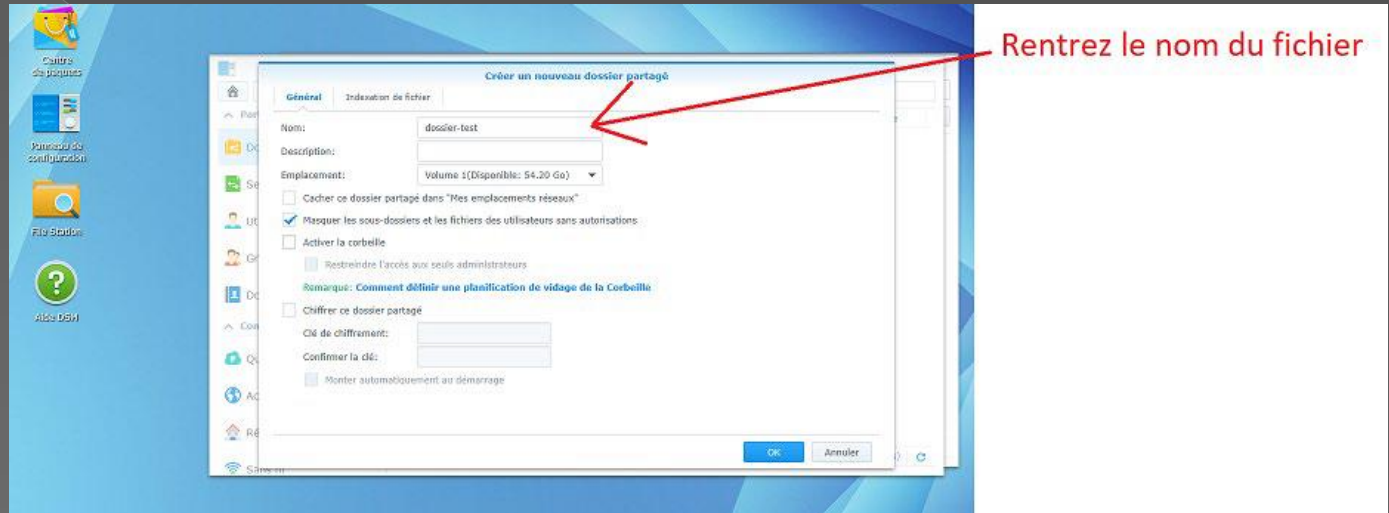 Centre
de paquets
Panneau de
configuration
File Station
Aide DSM
Rentrez le nom du fichier
Créer un nouveau dossier partagé
Général
Indexation de fichier
Nom:
dossier-test
Description:
Emplacement:
Volume 1(Disponible: 54.20 Go)
Cacher ce dossier partagé dans "Mes emplacements réseaux"
Masquer les sous-dossiers et les fichiers des utilisateurs sans autorisations
Activer la corbeille
Restreindre l'accès aux seuls administrateurs
Remarque: Comment définir une planification de vidage de la Corbeille
Chiffrer ce dossier partagé
Clé de chiffrement:
Confirmer la clé:
Monter automatiquement au démarrage
OK
Annuler